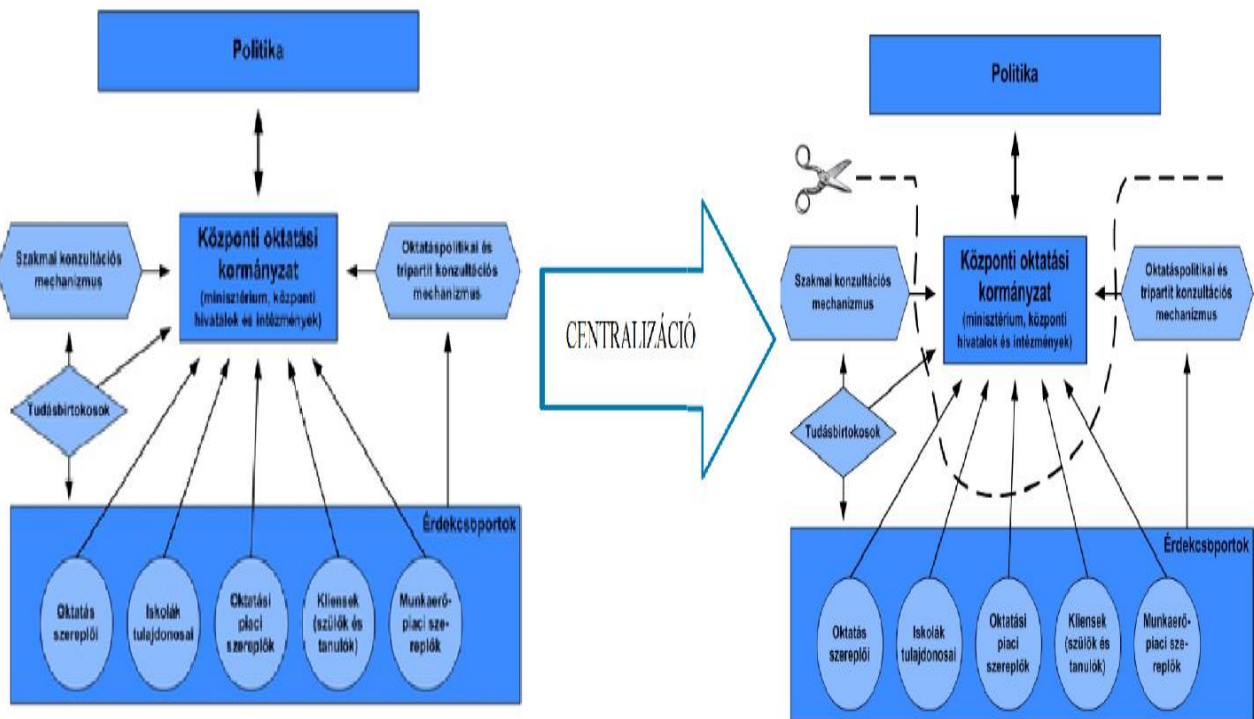 Politika
Központi oktatási
kormányzat
(minisztérium, központi
hivatalok és intézmények)
Szakmai konzultációs
mechanizmus
Oktatáspolitikai és
tripartit konzultációs
mechanizmus
Tudásbirtokosok
Érdekcsoportok
Oktatás
szereplői
Iskolák
tulajdonosai
Oktatási
piaci
szereplők
Kliensek
(szülők és
tanulók)
Munkaerő-
piaci sze-
replők
CENTRALIZÁCIÓ
Politika
Központi oktatási
kormányzat
(minisztérium, központi
hivatalok és intézmények)
Szakmai konzultációs
mechanizmus
Oktatáspolitikai és
tripartit konzultációs
mechanizmus
Tudásbirtokosok
Érdekcsoportok
Oktatás
szereplői
Iskolák
tulajdonosai
Oktatási
piaci
szereplők
Kliensek
(szülők és
tanulók)
Munkaerő-
piaci sze-
replők